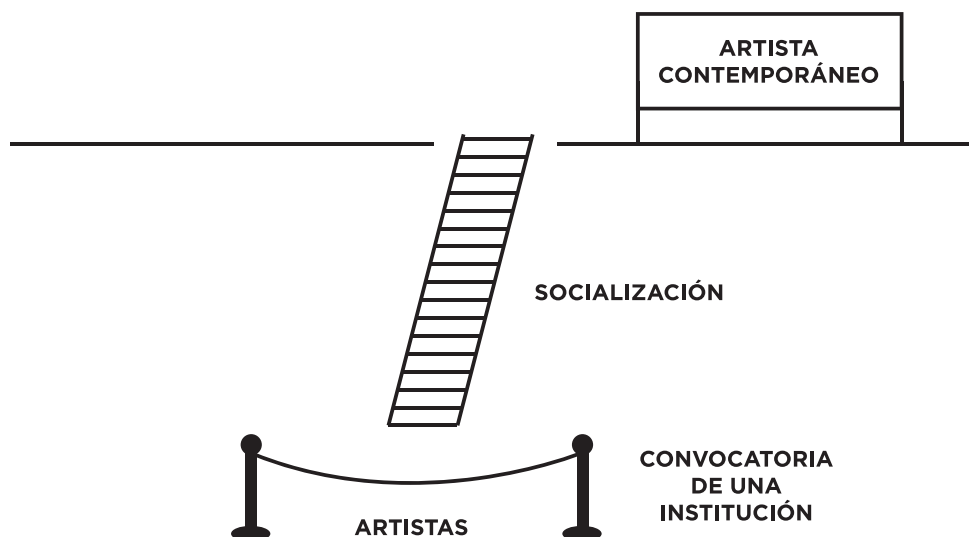 ARTISTA
CONTEMPORÁNEO
SOCIALIZACIÓN
CONVOCATORIA
DE UNA
INSTITUCIÓN
ARTISTAS